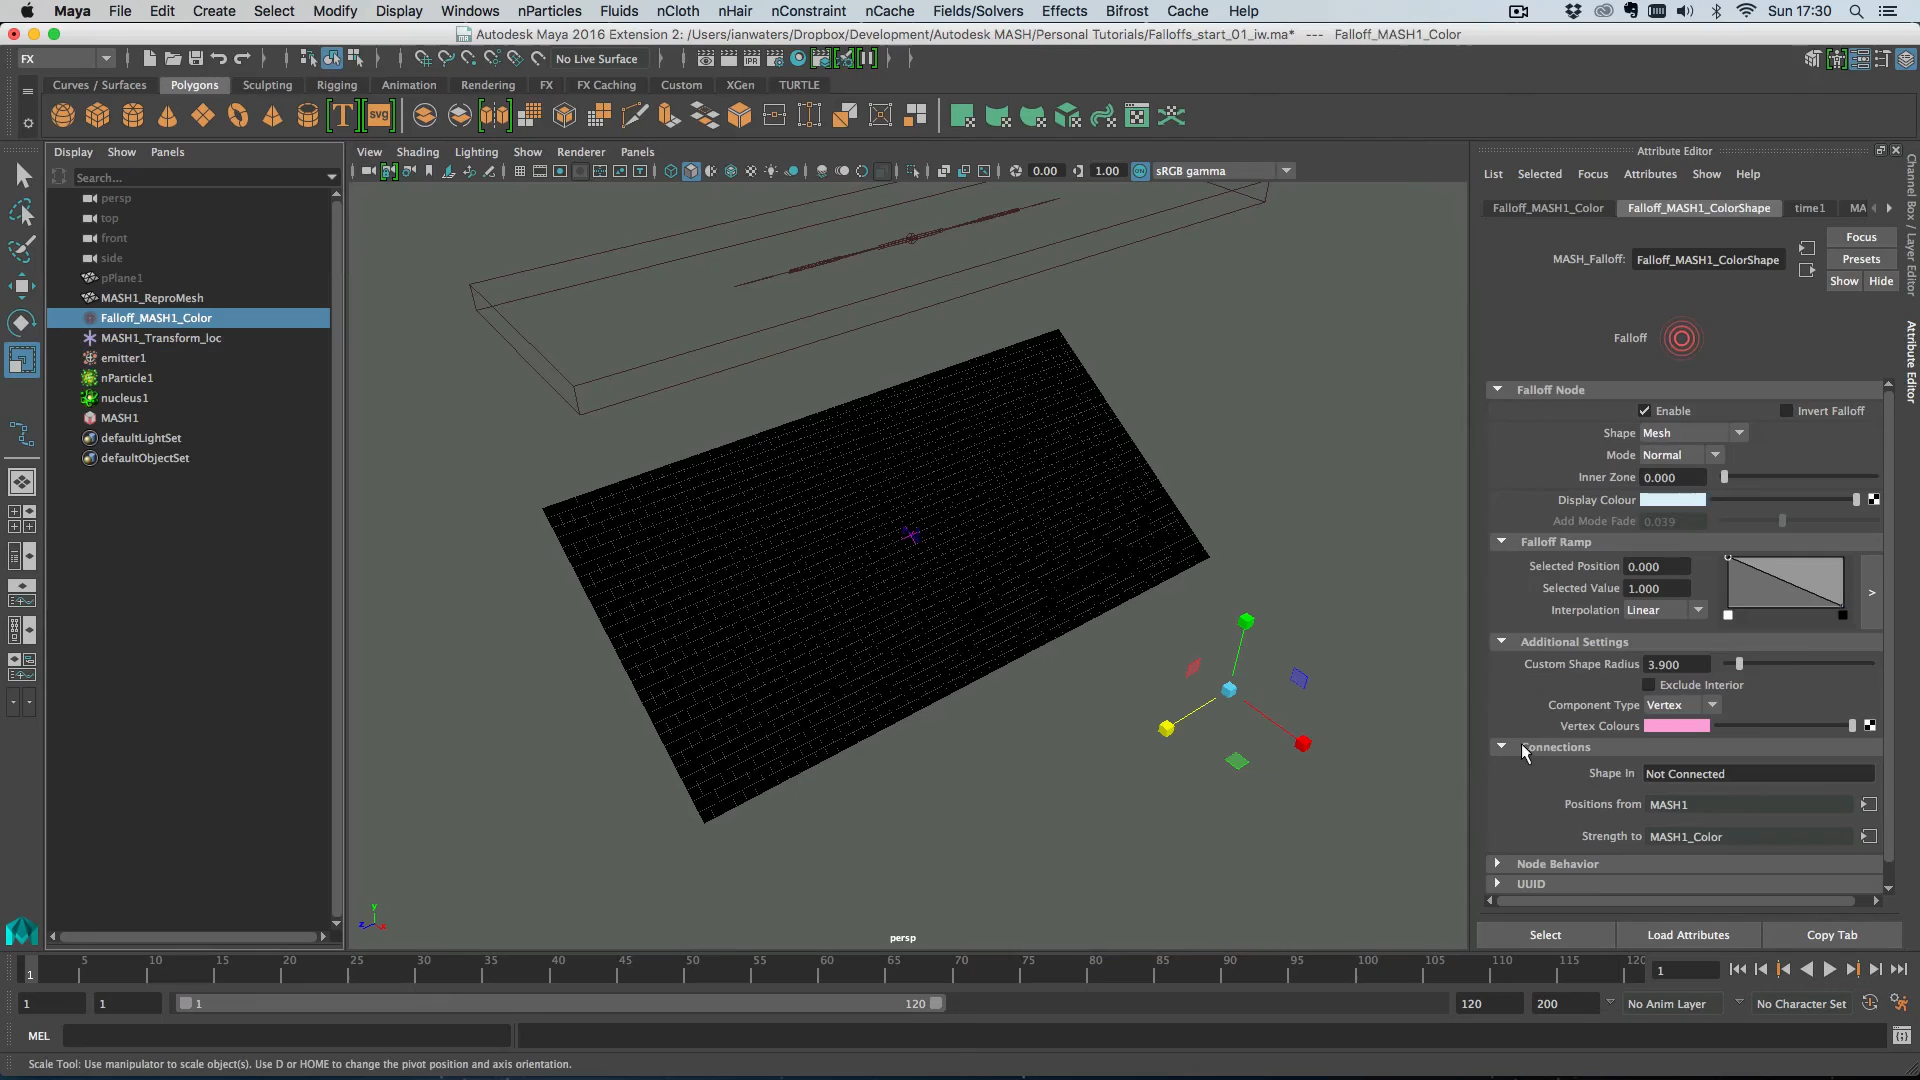 Maya File Edit Create Select Modify Display Windows nParticles Fluids nCloth nHair nConstraint nCache Fields/Solvers Effects Bifrost Cache Help Sun 17:30
Autodesk Maya 2016 Extension 2: /Users/ianwaters/Dropbox/Development/Autodesk MASH/Personal Tutorials/Falloffs_start_01_iw.ma* --- Falloff_MASH1_Color
FX No Live Surface
Curves / Surfaces Polygons Sculpting Rigging Animation Rendering FX FX Caching Custom XGen TURTLE
T SVG
Display Show Panels
Search...
persp
top
front
side
pPlane1
MASH1_ReproMesh
Falloff_MASH1_Color
MASH1_Transform_loc
emitter1
nParticle1
nucleus1
MASH1
defaultLightSet
defaultObjectSet
View Shading Lighting Show Renderer Panels
0.00 1.00 sRGB gamma
persp
y
z x
Attribute Editor
List Selected Focus Attributes Show Help
Falloff_MASH1_Color Falloff_MASH1_ColorShape time1 MA
MASH_Falloff: Falloff_MASH1_ColorShape
Focus
Presets
Show Hide
Falloff
Falloff Node
Enable Invert Falloff
Shape Mesh
Mode Normal
Inner Zone 0.000
Display Colour
Add Mode Fade 0.039
Falloff Ramp
Selected Position 0.000
Selected Value 1.000
Interpolation Linear
>
Additional Settings
Custom Shape Radius 3.900
Exclude Interior
Component Type Vertex
Vertex Colours
Connections
Shape In Not Connected
Positions from MASH1
Strength to MASH1_Color
Node Behavior
UUID
Select Load Attributes Copy Tab
Channel Box / Layer Editor
Attribute Editor
1 5 10 15 20 25 30 35 40 45 50 55 60 65 70 75 80 85 90 95 100 105 110 115 120 1
1 1 1 120 120 200 No Anim Layer No Character Set
MEL
Scale Tool: Use manipulator to scale object(s). Use D or HOME to change the pivot position and axis orientation.